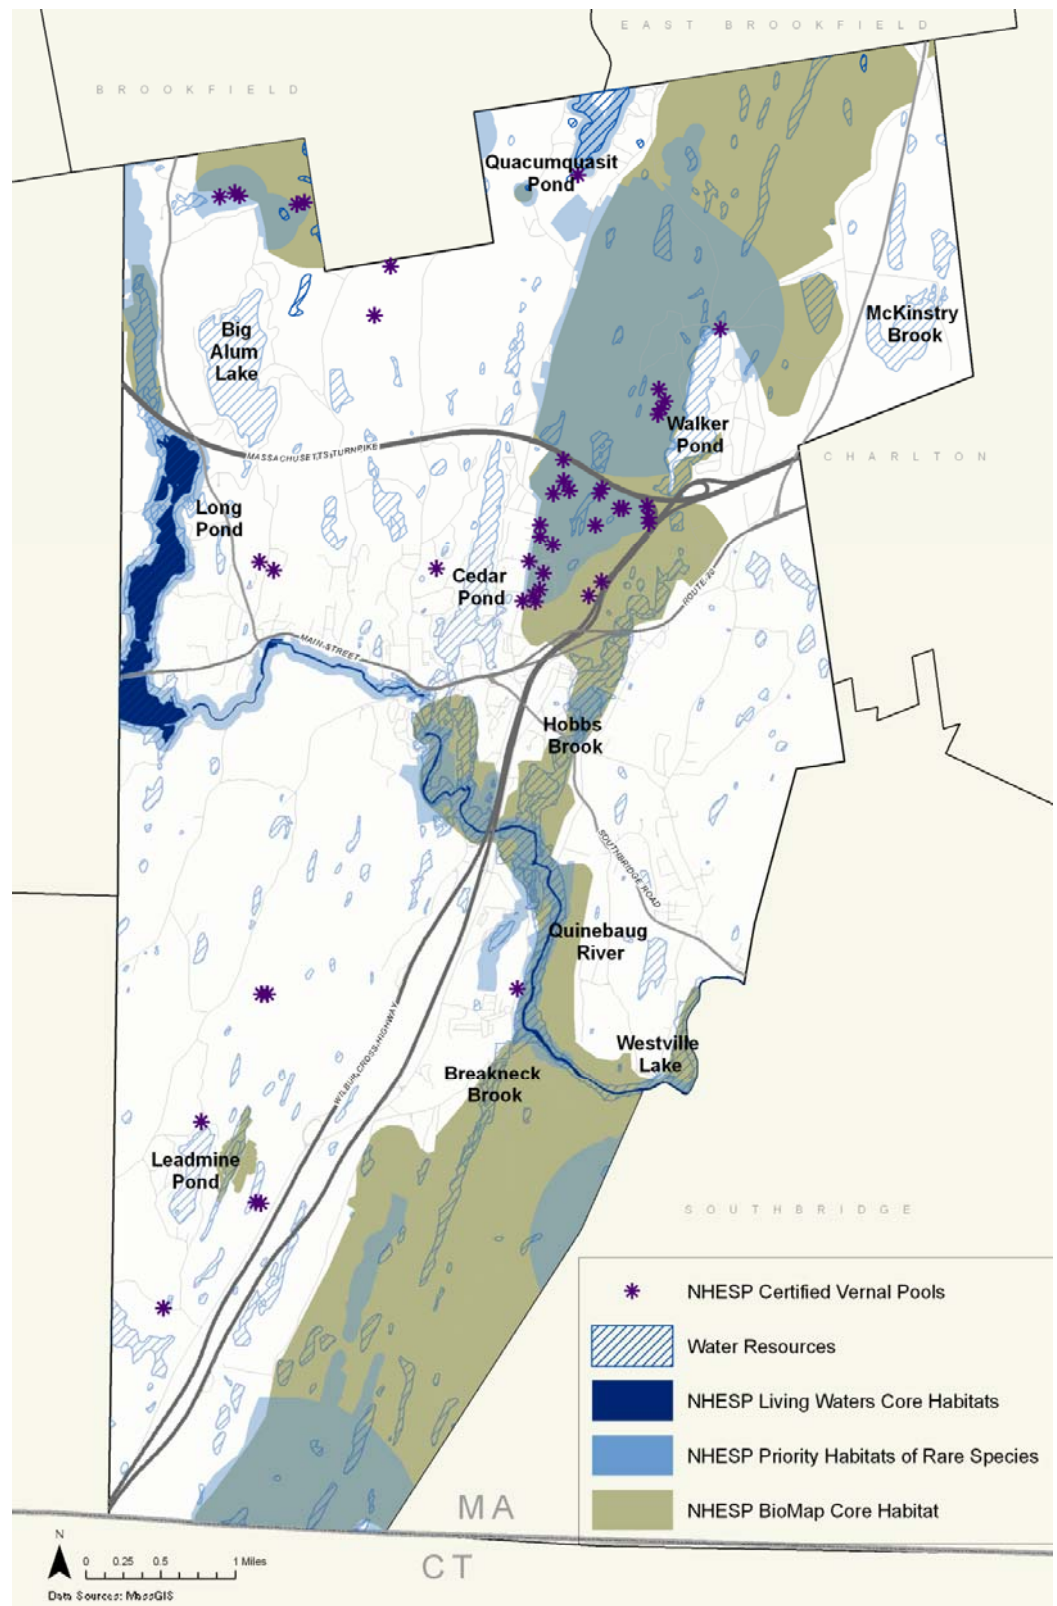 EAST BROOKFIELD
BROOKFIELD
Quacumquasit
Pond
McKinstry
Brook
Big
Alum
Lake
Walker
Pond
MASSACHUSETTS TURNPIKE
CHARLTON
Long
Pond
Cedar
Pond
ROUTE 20
MAIN STREET
Hobbs
Brook
SOUTHBRIDGE ROAD
Quinebaug
River
WILBUR CROSS HIGHWAY
Westville
Lake
Breakneck
Brook
Leadmine
Pond
SOUTHBRIDGE
NHESP Certified Vernal Pools
Water Resources
NHESP Living Waters Core Habitats
NHESP Priority Habitats of Rare Species
NHESP BioMap Core Habitat
MA
CT
N
0 0.25 0.5 1 Miles
Data Sources: MassGIS